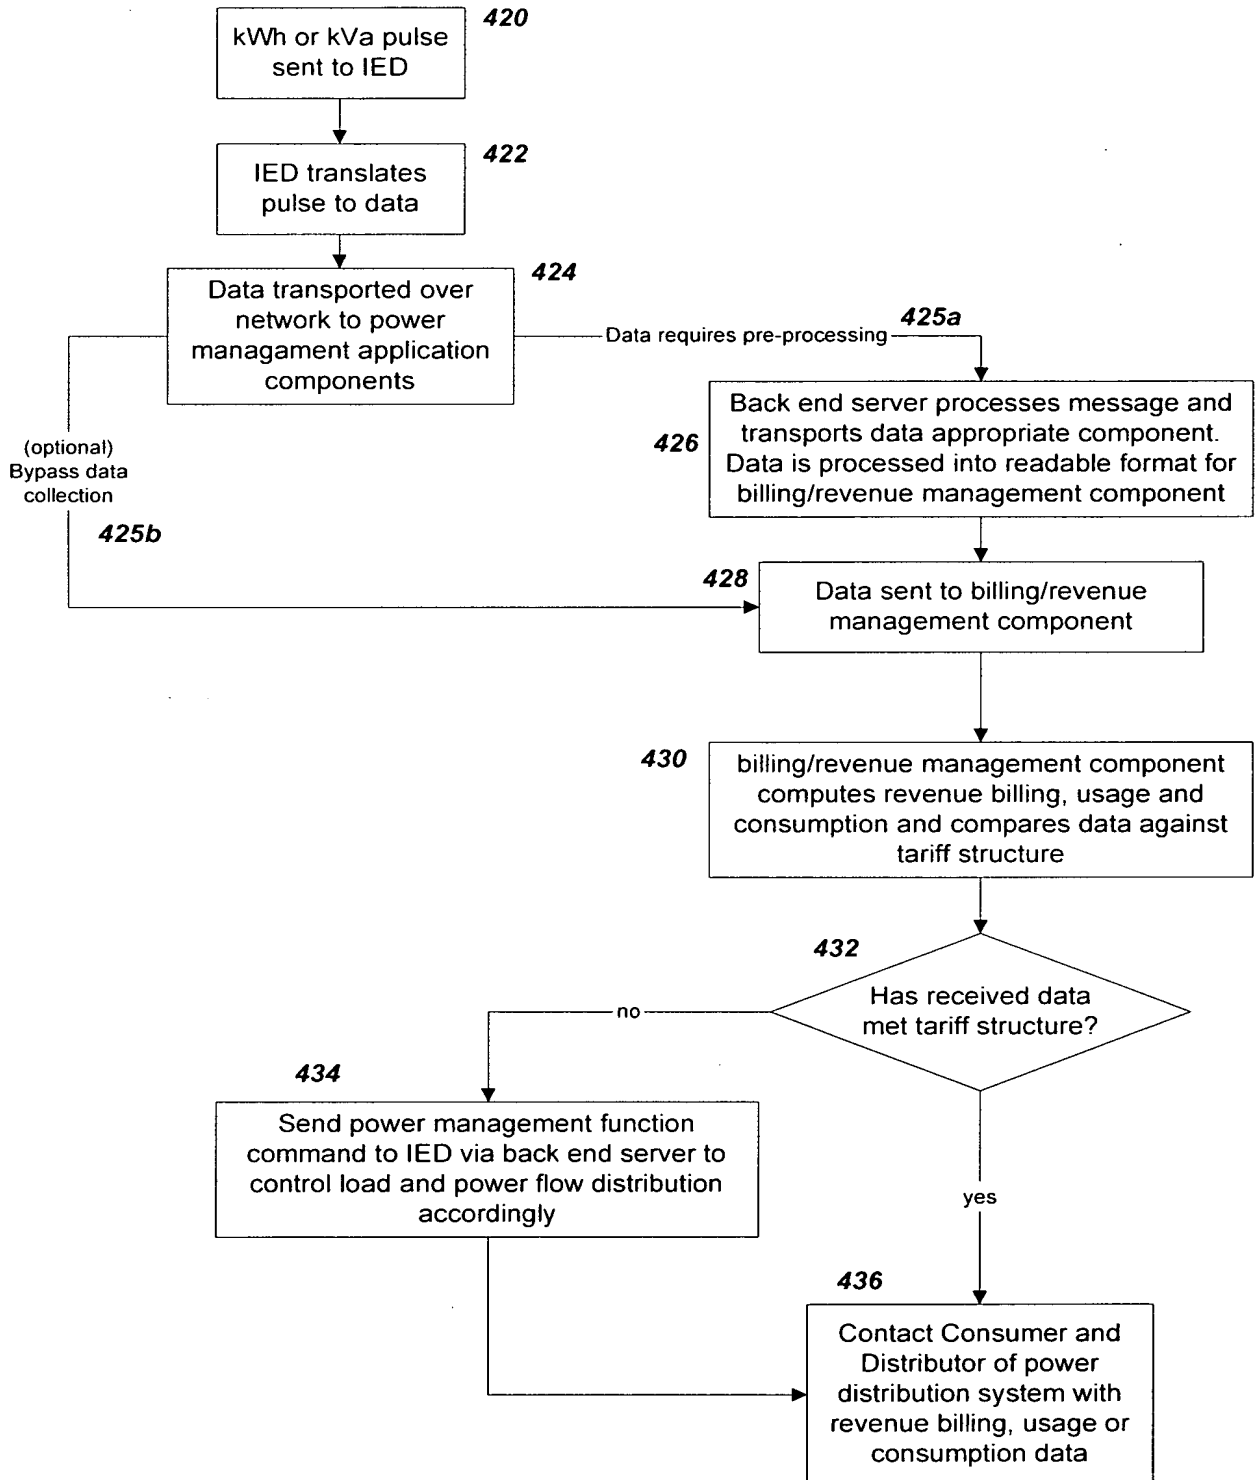 420
kWh or kVa pulse
sent to IED
422
IED translates
pulse to data
424
Data transported over
network to power
managament application
components
425a
Data requires pre-processing
(optional)
Bypass data
collection
425b
426
Back end server processes message and
transports data appropriate component.
Data is processed into readable format for
billing/revenue management component
428
Data sent to billing/revenue
management component
430
billing/revenue management component
computes revenue billing, usage and
consumption and compares data against
tariff structure
432
Has received data
met tariff structure?
no
434
Send power management function
command to IED via back end server to
control load and power flow distribution
accordingly
yes
436
Contact Consumer and
Distributor of power
distribution system with
revenue billing, usage or
consumption data